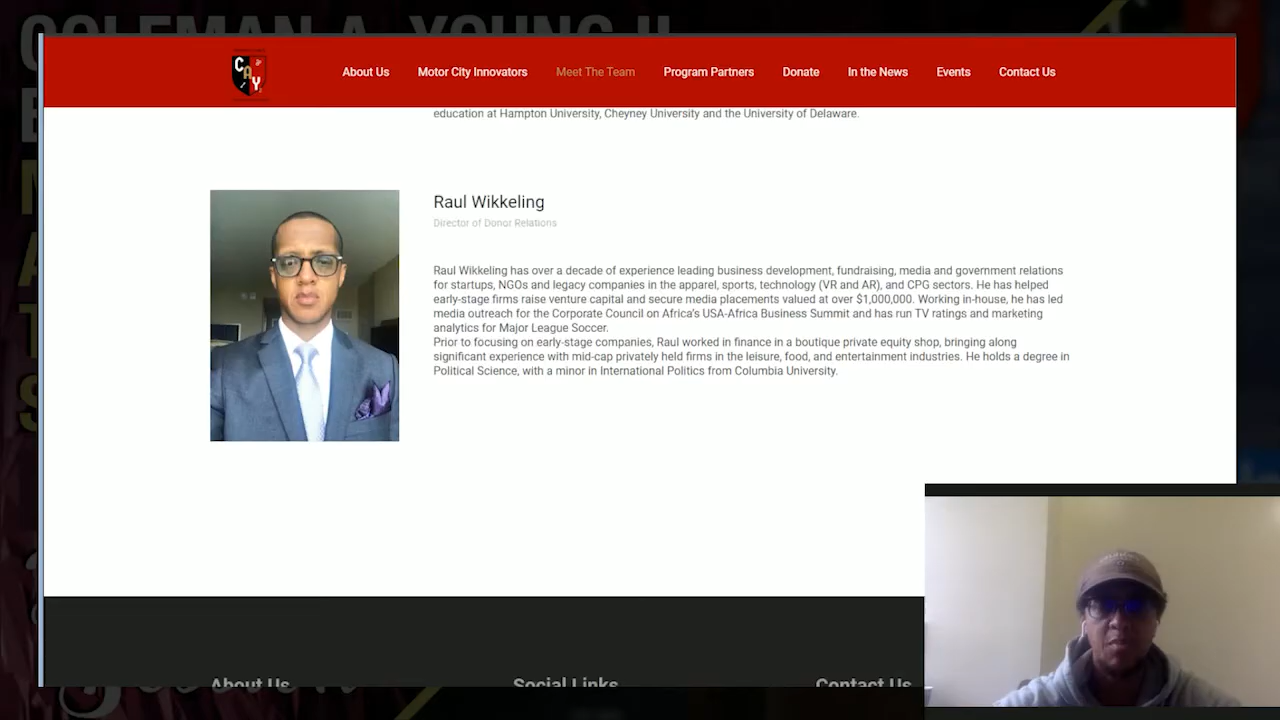 COLEMAN A. YOUNG II
CAY
About Us
Motor City Innovators
Meet The Team
Program Partners
Donate
In the News
Events
Contact Us
education at Hampton University, Cheyney University and the University of Delaware.
Raul Wikkeling
Director of Donor Relations
Raul Wikkeling has over a decade of experience leading business development, fundraising, media and government relations
for startups, NGOs and legacy companies in the apparel, sports, technology (VR and AR), and CPG sectors. He has helped
early-stage firms raise venture capital and secure media placements valued at over $1,000,000. Working in-house, he has led
media outreach for the Corporate Council on Africa's USA-Africa Business Summit and has run TV ratings and marketing
analytics for Major League Soccer.
Prior to focusing on early-stage companies, Raul worked in finance in a boutique private equity shop, bringing along
significant experience with mid-cap privately held firms in the leisure, food, and entertainment industries. He holds a degree in
Political Science, with a minor in International Politics from Columbia University.
About Us
Social Links
Contact Us